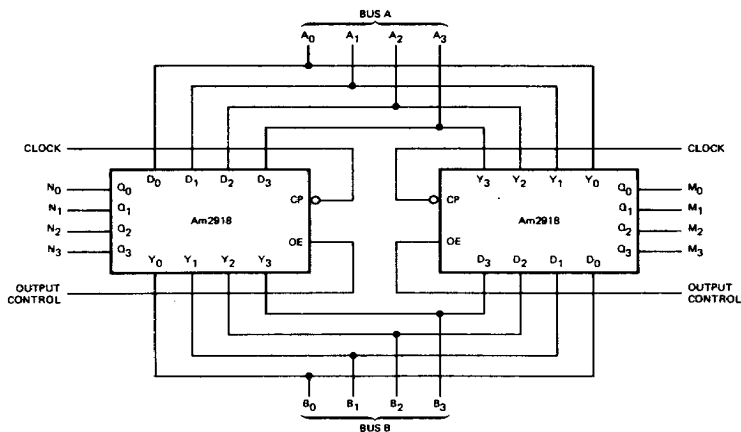 BUS A
A0 A1 A2 A3
CLOCK CLOCK
D0 D1 D2 D3 Y3 Y2 Y1 Y0
N0 Q0 CP CP Q0 M0
N1 Q1 Q1 M1
Am2918 Am2918
N2 Q2 Q2 M2
N3 Q3 OE OE Q3 M3
Y0 Y1 Y2 Y3 D3 D2 D1 D0
OUTPUT CONTROL OUTPUT CONTROL
B0 B1 B2 B3
BUS B